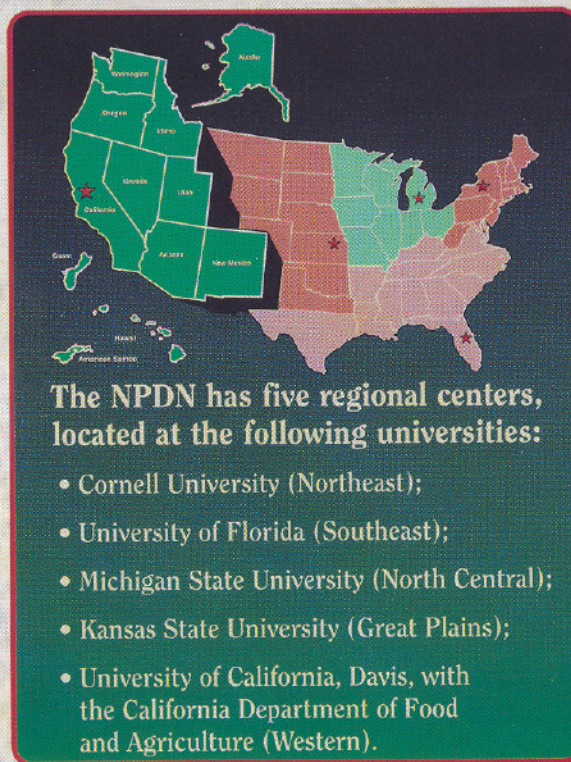 Alaska
Washington
Oregon
Idaho
Nevada
Utah
California
Arizona
New Mexico
Guam
Hawaii
American Samoa
The NPDN has five regional centers,
located at the following universities:
• Cornell University (Northeast);
• University of Florida (Southeast);
• Michigan State University (North Central);
• Kansas State University (Great Plains);
• University of California, Davis, with
the California Department of Food
and Agriculture (Western).